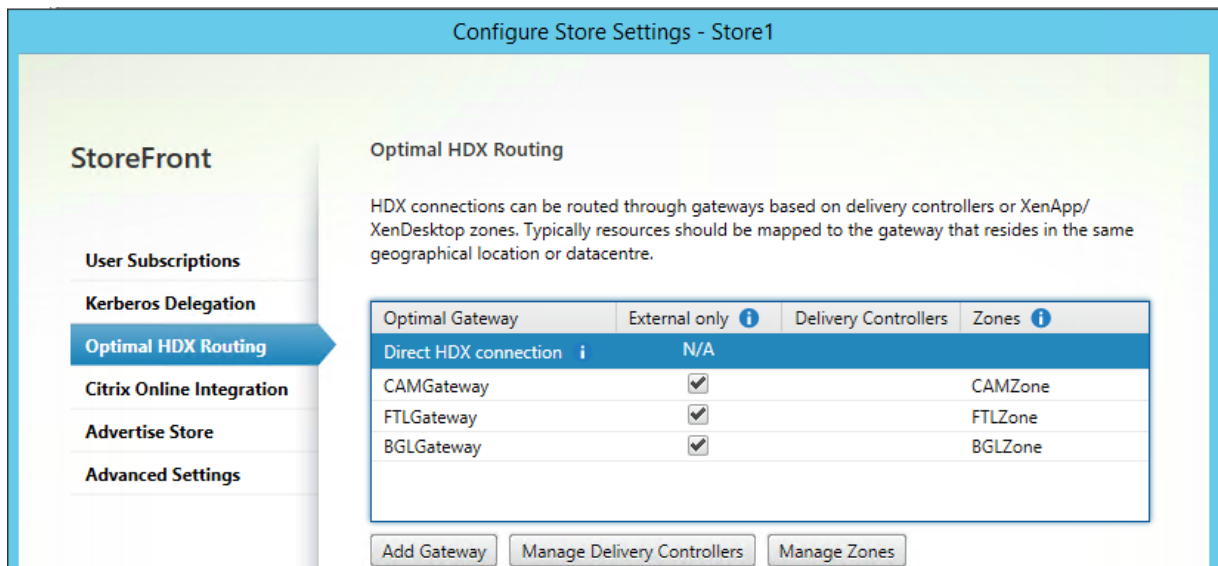 Configure Store Settings - Store1
StoreFront
User Subscriptions
Kerberos Delegation
Optimal HDX Routing
Citrix Online Integration
Advertise Store
Advanced Settings
Optimal HDX Routing
HDX connections can be routed through gateways based on delivery controllers or XenApp/
XenDesktop zones. Typically resources should be mapped to the gateway that resides in the same
geographical location or datacentre.
Optimal Gateway External only i Delivery Controllers Zones i
Direct HDX connection i N/A
CAMGateway CAMZone
FTLGateway FTLZone
BGLGateway BGLZone
Add Gateway Manage Delivery Controllers Manage Zones